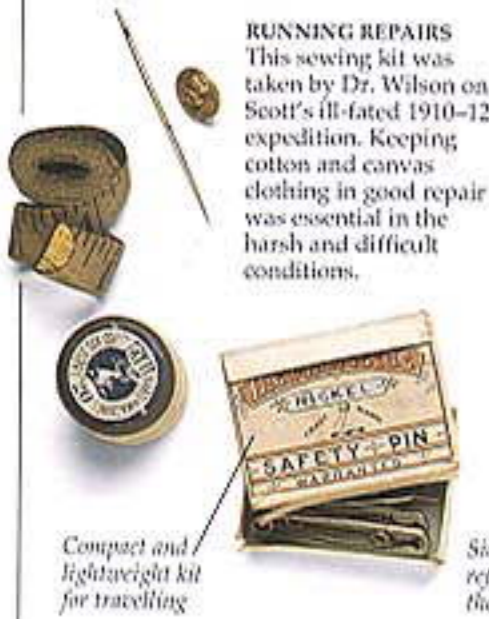 RUNNING REPAIRS
This sewing kit was
taken by Dr. Wilson on
Scott's ill-fated 1910–12
expedition. Keeping
cotton and canvas
clothing in good repair
was essential in the
harsh and difficult
conditions.
NICKEL
SAFETY PIN
WARRANTED
Compact and
lightweight kit
for travelling